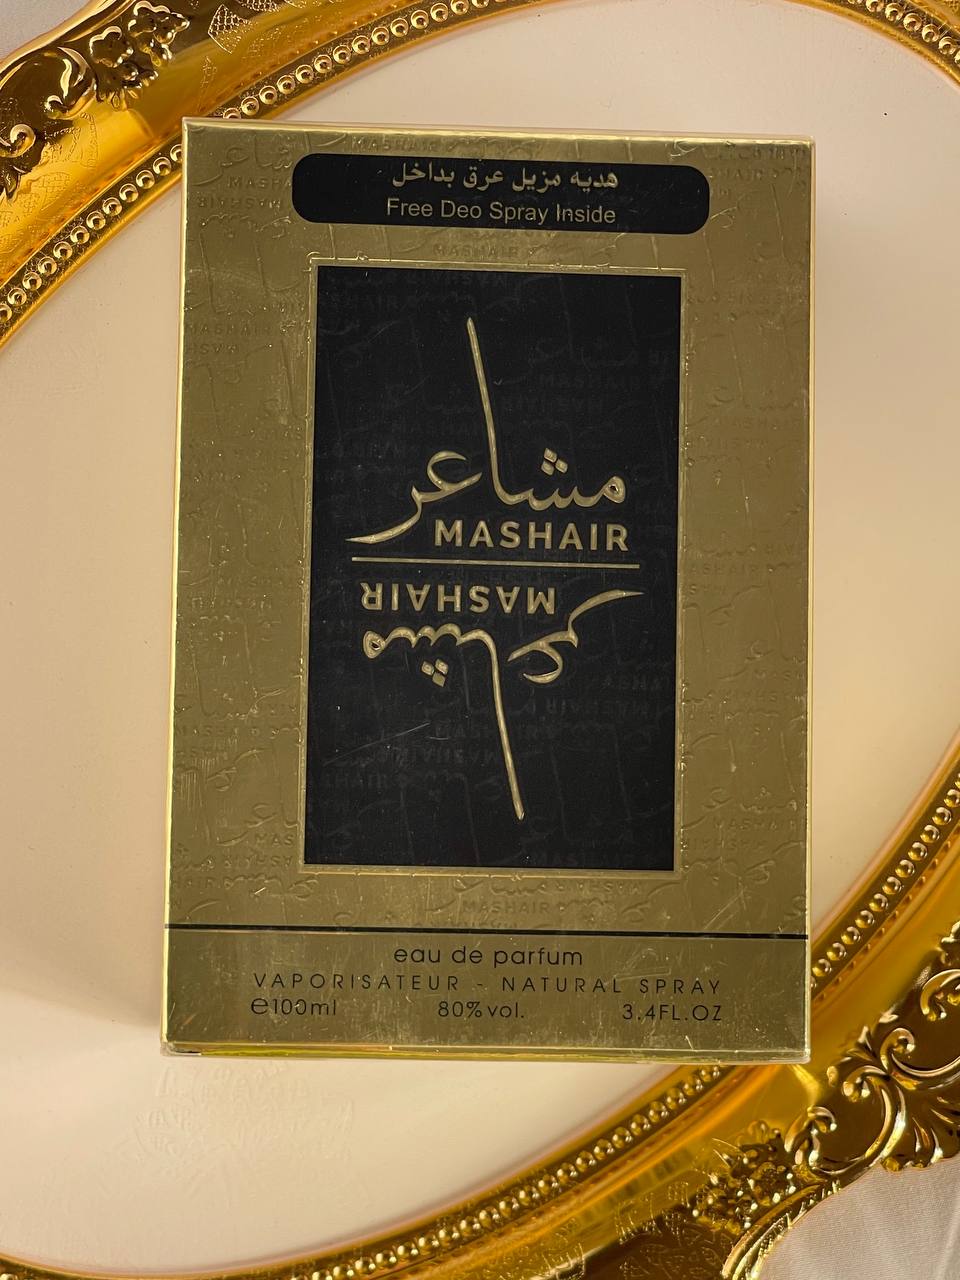 هديه مزيل عرق بداخل
Free Deo Spray Inside
مشاعر
MASHAIR
MASHAIR
مشاعر
eau de parfum
VAPORISATEUR - NATURAL SPRAY
e100ml 80%vol. 3.4FL.OZ